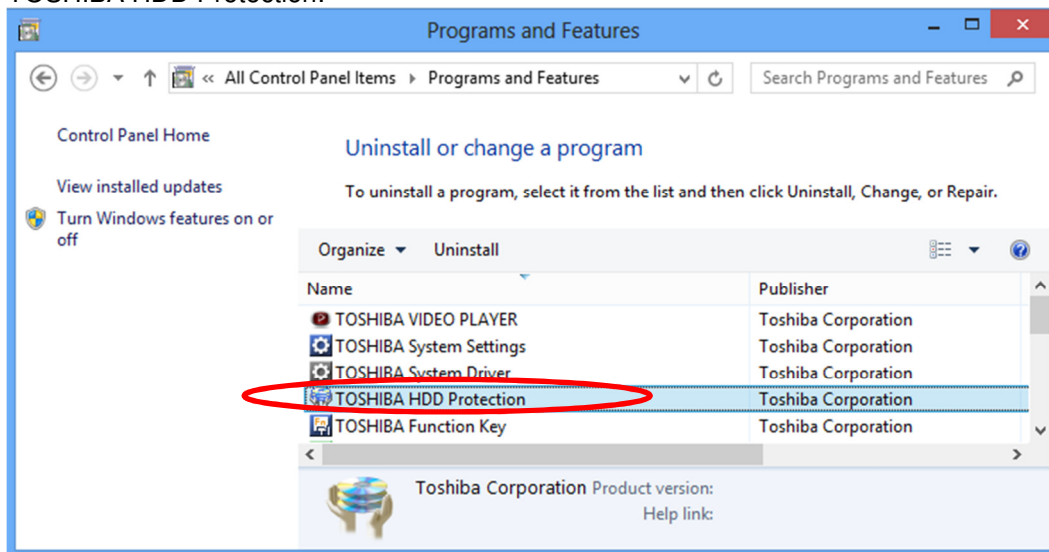 TOSHIBA HDD Protection.
Programs and Features
« All Control Panel Items ▸ Programs and Features
Search Programs and Features
Control Panel Home
View installed updates
Turn Windows features on or
off
Uninstall or change a program
To uninstall a program, select it from the list and then click Uninstall, Change, or Repair.
Organize Uninstall
Name Publisher
TOSHIBA VIDEO PLAYER Toshiba Corporation
TOSHIBA System Settings Toshiba Corporation
TOSHIBA System Driver Toshiba Corporation
TOSHIBA HDD Protection Toshiba Corporation
Fn TOSHIBA Function Key Toshiba Corporation
Toshiba Corporation Product version:
Help link: